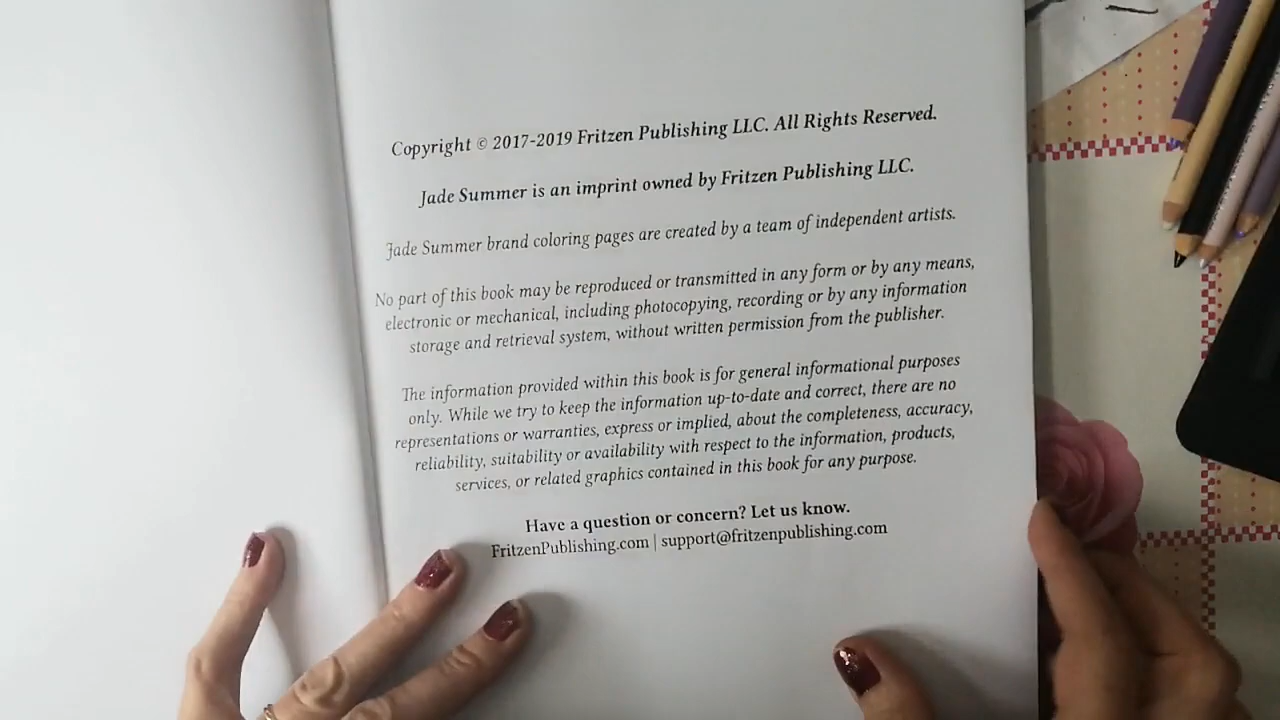 Copyright © 2017-2019 Fritzen Publishing LLC. All Rights Reserved.
Jade Summer is an imprint owned by Fritzen Publishing LLC.
Jade Summer brand coloring pages are created by a team of independent artists.
No part of this book may be reproduced or transmitted in any form or by any means,
electronic or mechanical, including photocopying, recording or by any information
storage and retrieval system, without written permission from the publisher.
The information provided within this book is for general informational purposes
only. While we try to keep the information up-to-date and correct, there are no
representations or warranties, express or implied, about the completeness, accuracy,
reliability, suitability or availability with respect to the information, products,
services, or related graphics contained in this book for any purpose.
Have a question or concern? Let us know.
FritzenPublishing.com | support@fritzenpublishing.com